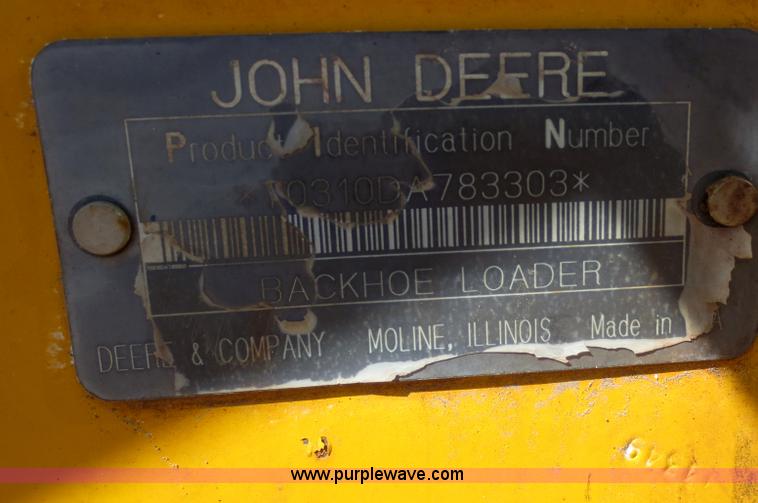 JOHN DEERE
Product Identification Number
*T0310DA783303*
BACKHOE LOADER
DEERE & COMPANY MOLINE, ILLINOIS Made in
www.purplewave.com